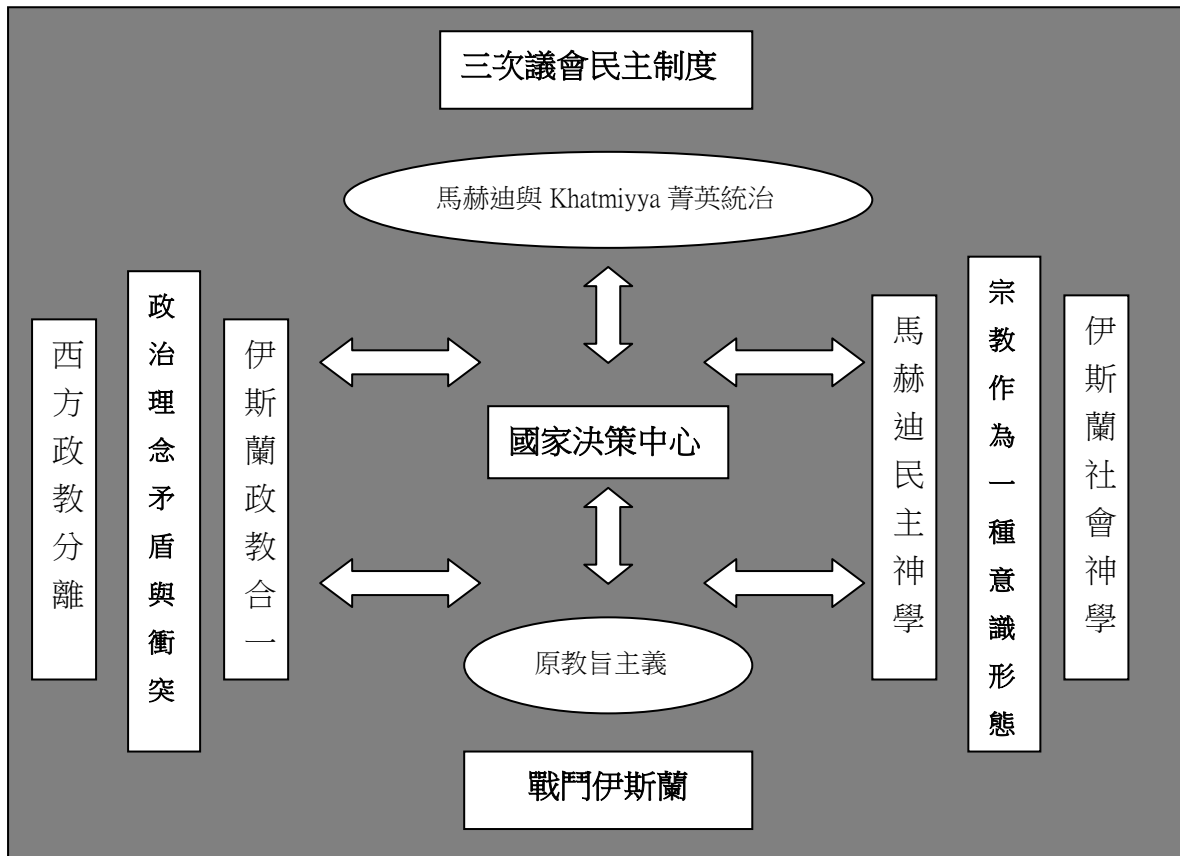 三次議會民主制度
馬赫迪與 Khatmiyya 菁英統治
西方政教分離
政治理念矛盾與衝突
伊斯蘭政教合一
國家決策中心
馬赫迪民主神學
宗教作為一種意識形態
伊斯蘭社會神學
原教旨主義
戰鬥伊斯蘭